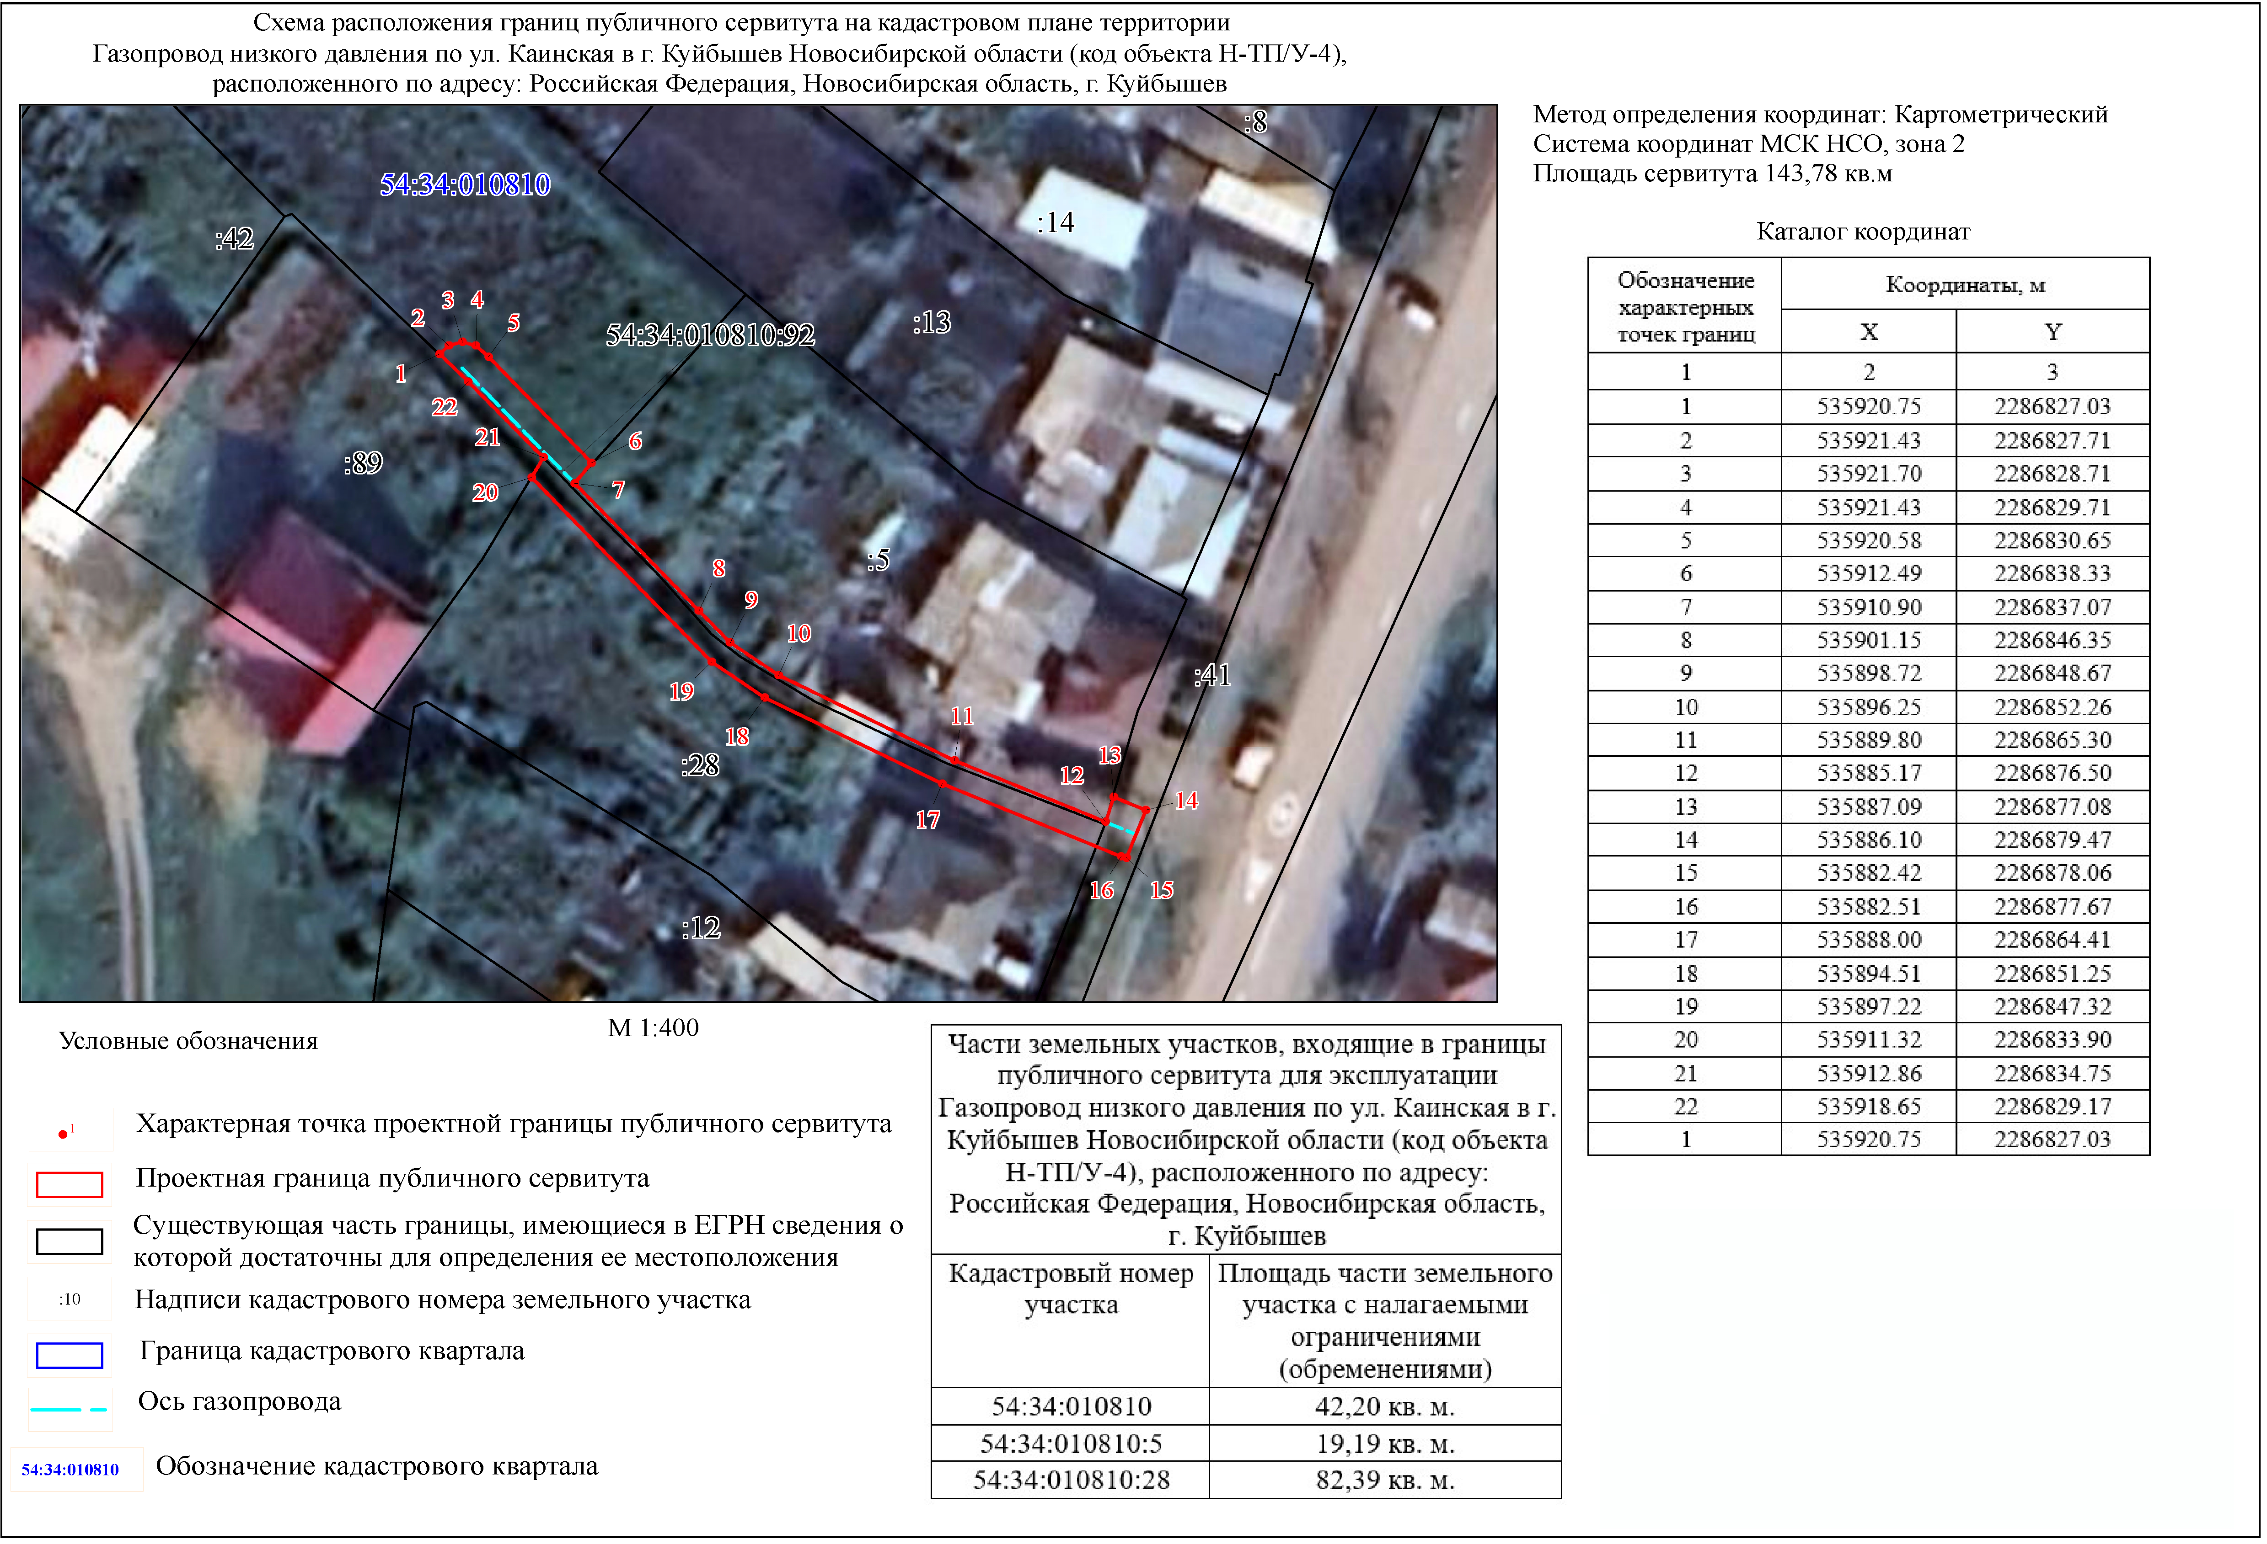 Схема расположения границ публичного сервитута на кадастровом плане территории
Газопровод низкого давления по ул. Каинская в г. Куйбышев Новосибирской области (код объекта Н-ТП/У-4),
расположенного по адресу: Российская Федерация, Новосибирская область, г. Куйбышев
Метод определения координат: Картометрический
Система координат МСК НСО, зона 2
Площадь сервитута 143,78 кв.м
:8
54:34:010810
:14
:42
3 4
2 5
54:34:010810:92
:13
1
22
21 6
:89
20 7
:5
8
9
10
:41
19
11
18
13
:28
12
14
17
16 15
:12
Каталог координат
Обозначение характерных точек границ Координаты, м
X Y
1 2 3
1 535920.75 2286827.03
2 535921.43 2286827.71
3 535921.70 2286828.71
4 535921.43 2286829.71
5 535920.58 2286830.65
6 535912.49 2286838.33
7 535910.90 2286837.07
8 535901.15 2286846.35
9 535898.72 2286848.67
10 535896.25 2286852.26
11 535889.80 2286865.30
12 535885.17 2286876.50
13 535887.09 2286877.08
14 535886.10 2286879.47
15 535882.42 2286878.06
16 535882.51 2286877.67
17 535888.00 2286864.41
18 535894.51 2286851.25
19 535897.22 2286847.32
20 535911.32 2286833.90
21 535912.86 2286834.75
22 535918.65 2286829.17
1 535920.75 2286827.03
М 1:400
Условные обозначения
1 Характерная точка проектной границы публичного сервитута
Проектная граница публичного сервитута
Существующая часть границы, имеющиеся в ЕГРН сведения о
которой достаточны для определения ее местоположения
:10 Надписи кадастрового номера земельного участка
Граница кадастрового квартала
Ось газопровода
54:34:010810 Обозначение кадастрового квартала
Части земельных участков, входящие в границы
публичного сервитута для эксплуатации
Газопровод низкого давления по ул. Каинская в г.
Куйбышев Новосибирской области (код объекта
Н-ТП/У-4), расположенного по адресу:
Российская Федерация, Новосибирская область,
г. Куйбышев
Кадастровый номер участка Площадь части земельного участка с налагаемыми ограничениями (обременениями)
54:34:010810 42,20 кв. м.
54:34:010810:5 19,19 кв. м.
54:34:010810:28 82,39 кв. м.